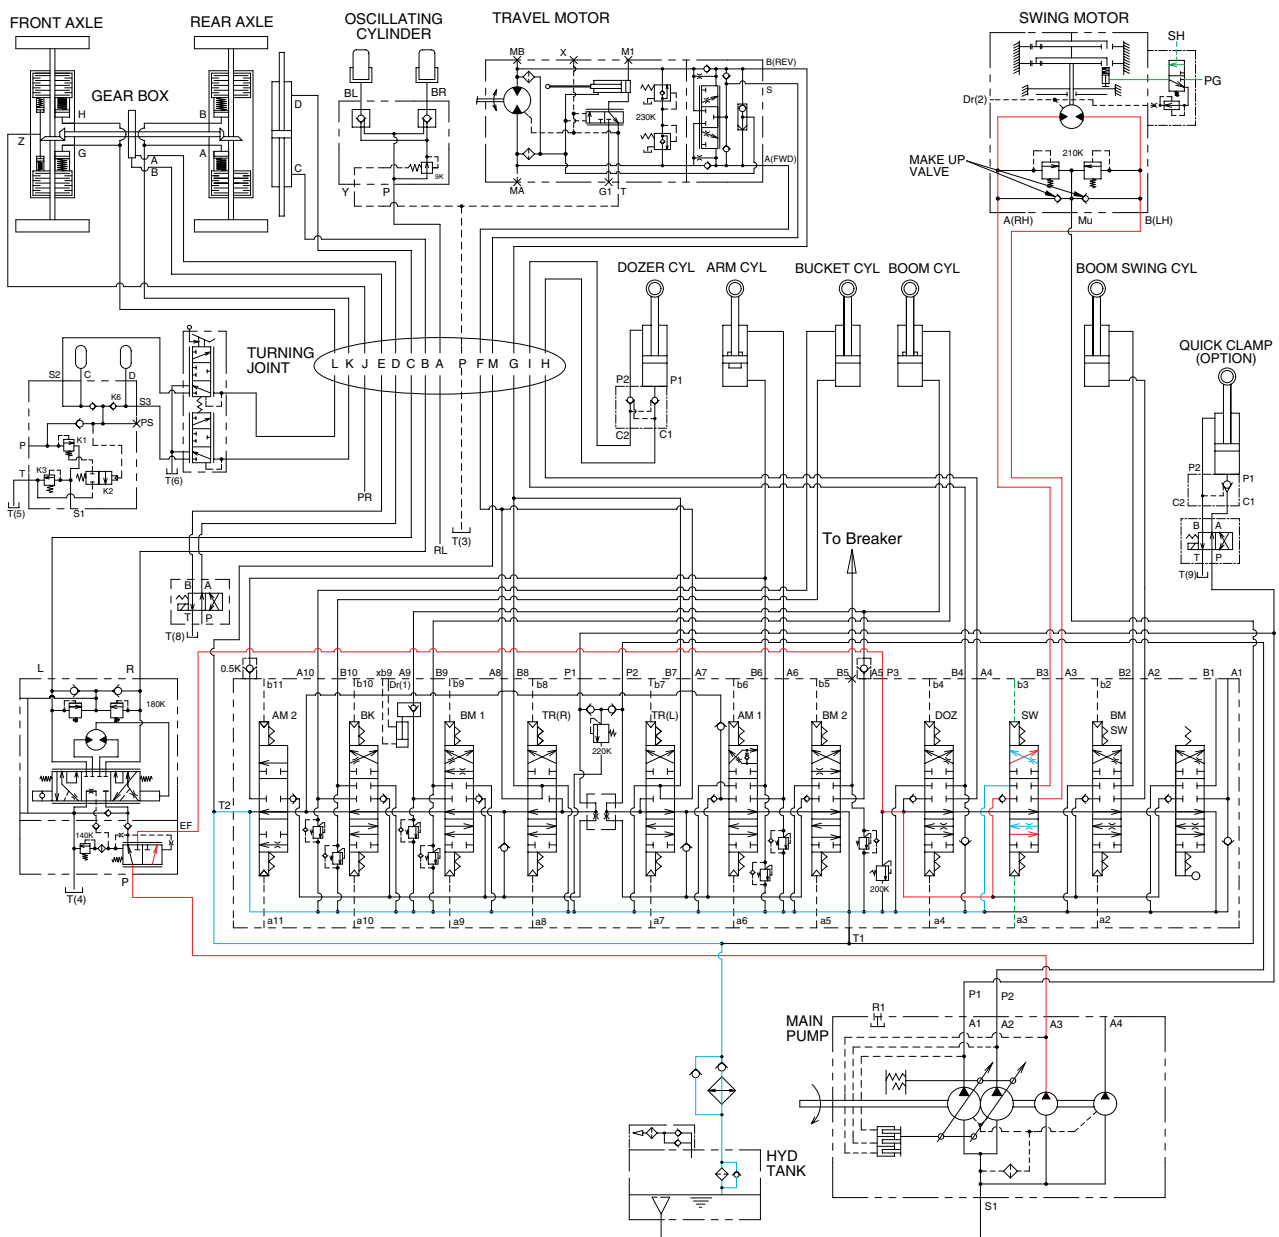 FRONT AXLE
REAR AXLE
OSCILLATING
CYLINDER
TRAVEL MOTOR
SWING MOTOR
MB
X
M1
B(REV)
S
SH
PG
BL
BR
GEAR BOX
H
B
D
Z
G
A
A
B
C
230K
Dr(2)
210K
9K
Y
P
MA
G1
T
A(FWD)
MAKE UP
VALVE
A(RH)
Mu
B(LH)
DOZER CYL
ARM CYL
BUCKET CYL
BOOM CYL
BOOM SWING CYL
QUICK CLAMP
(OPTION)
TURNING
JOINT
L K J E D C B A P F M G I H
P2
P1
C2
C1
S2
C
D
K6
S3
PS
P
K1
T
K3
K2
T(5)
S1
T(6)
PR
RL
T(3)
P2
P1
C2
C1
B
A
T
P
T(9)
To Breaker
B
A
T
P
T(8)
L
R
180K
EF
140K
P
T(4)
0.5K
A10
B10
xb9
A9
B9
A8
B8
P1
P2
B7
A7
B6
A6
B5
A5
P3
B4
A4
B3
A3
B2
A2
B1
A1
b11
b10
Dr(1)
b9
b8
b7
b6
b5
b4
b3
b2
AM 2
BK
BM 1
TR(R)
TR(L)
AM 1
BM 2
DOZ
SW
BM
SW
220K
T2
200K
a11
a10
a9
a8
a7
a6
a5
a4
a3
a2
T1
P1
P2
R1
MAIN
PUMP
A1
A2
A3
A4
HYD
TANK
S1